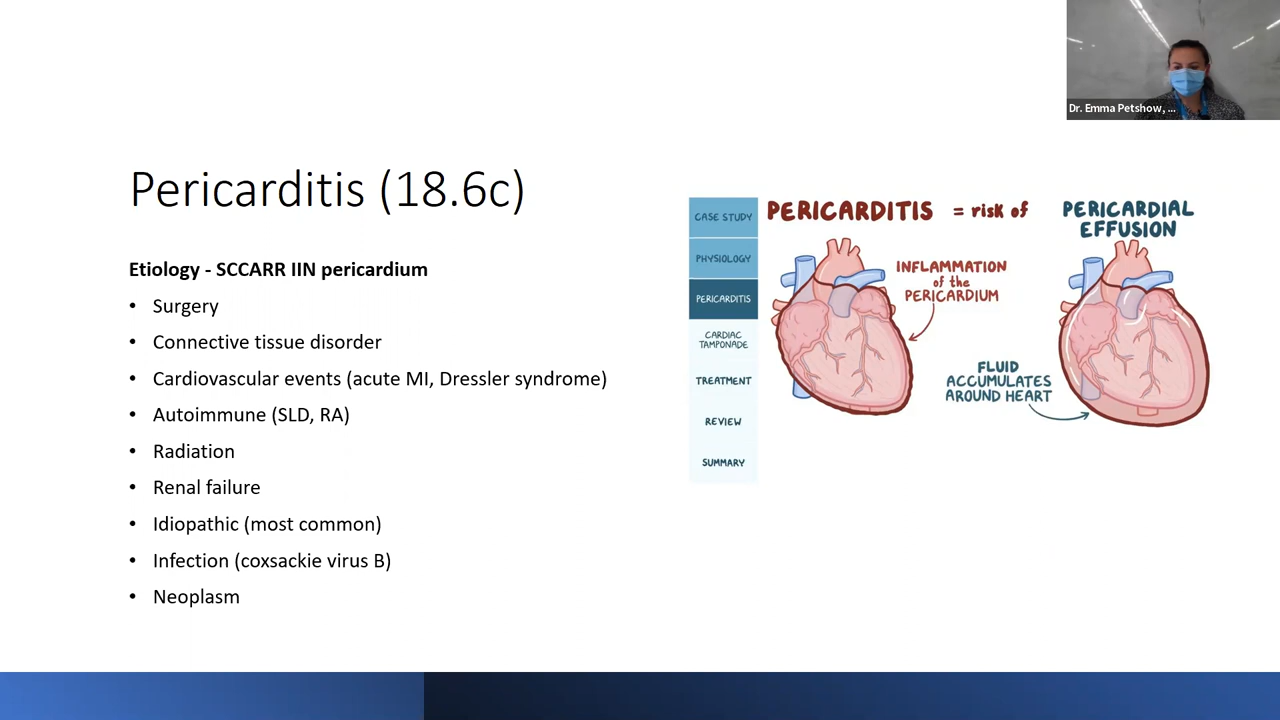 Dr. Emma Petshow, ...
Pericarditis (18.6c)
Etiology - SCCARR IIN pericardium
• Surgery
• Connective tissue disorder
• Cardiovascular events (acute MI, Dressler syndrome)
• Autoimmune (SLD, RA)
• Radiation
• Renal failure
• Idiopathic (most common)
• Infection (coxsackie virus B)
• Neoplasm
CASE STUDY
PHYSIOLOGY
PERICARDITIS
CARDIAC
TAMPONADE
TREATMENT
REVIEW
SUMMARY
PERICARDITIS = risk of
PERICARDIAL
EFFUSION
INFLAMMATION
of the
PERICARDIUM
FLUID
ACCUMULATES
AROUND HEART